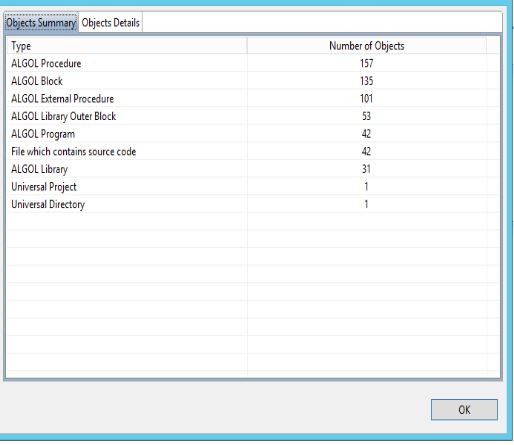 Objects Summary Objects Details
Type Number of Objects
ALGOL Procedure 157
ALGOL Block 135
ALGOL External Procedure 101
ALGOL Library Outer Block 53
ALGOL Program 42
File which contains source code 42
ALGOL Library 31
Universal Project 1
Universal Directory 1
OK